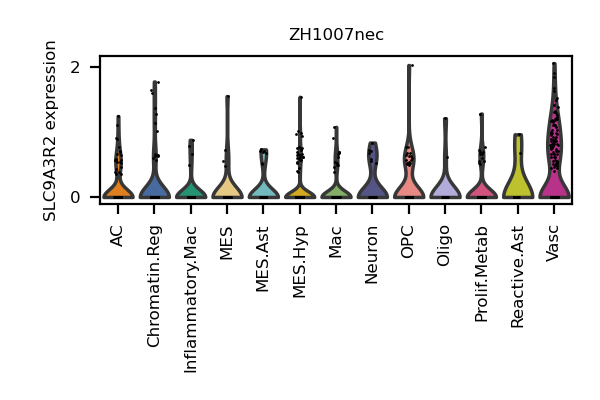 ZH1007nec
SLC9A3R2 expression
2
0
AC
Chromatin.Reg
Inflammatory.Mac
MES
MES.Ast
MES.Hyp
Mac
Neuron
OPC
Oligo
Prolif.Metab
Reactive.Ast
Vasc